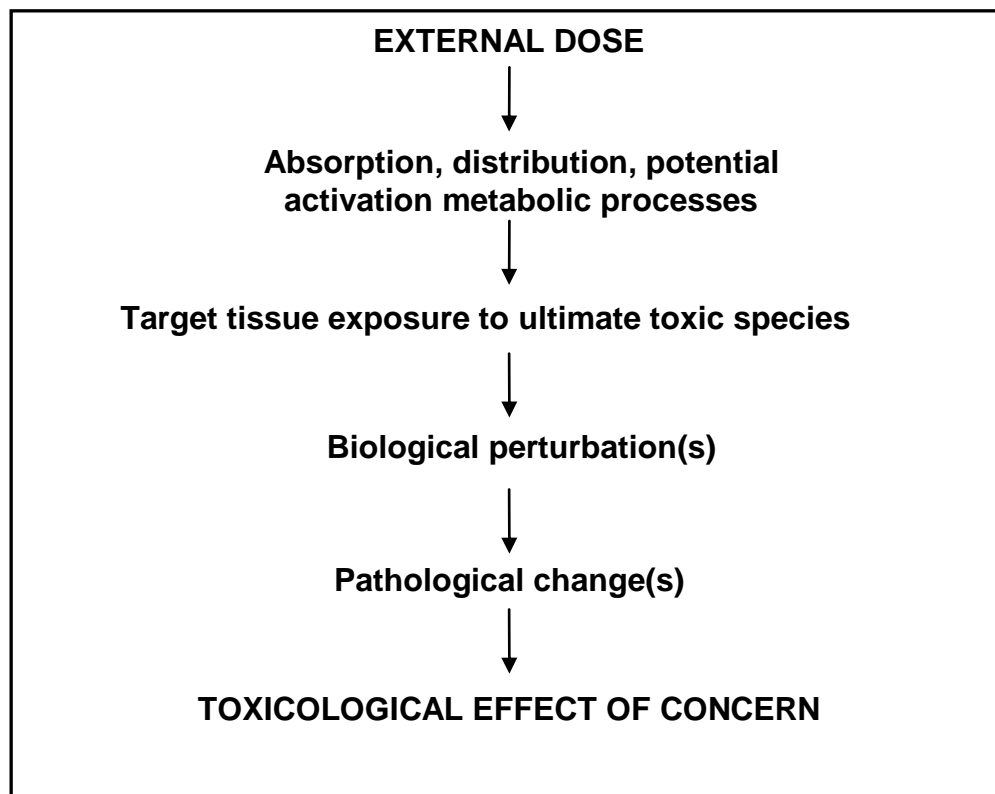 EXTERNAL DOSE
Absorption, distribution, potential
activation metabolic processes
Target tissue exposure to ultimate toxic species
Biological perturbation(s)
Pathological change(s)
TOXICOLOGICAL EFFECT OF CONCERN